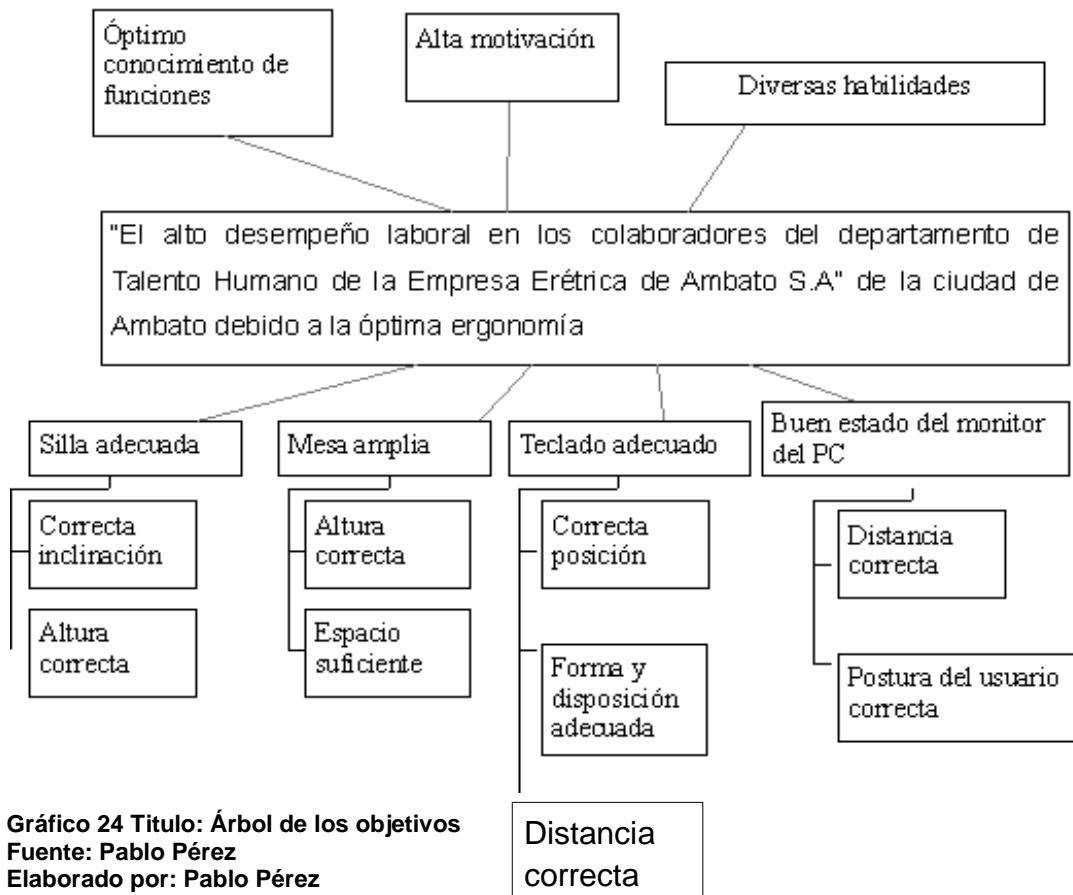 Óptimo
conocimiento de
funciones
Alta motivación
Diversas habilidades
"El alto desempeño laboral en los colaboradores del departamento de
Talento Humano de la Empresa Erétrica de Ambato S.A" de la ciudad de
Ambato debido a la óptima ergonomía
Silla adecuada
Mesa amplia
Teclado adecuado
Buen estado del monitor
del PC
Correcta
inclinación
Altura
correcta
Altura
correcta
Espacio
suficiente
Correcta
posición
Forma y
disposición
adecuada
Distancia
correcta
Distancia
correcta
Postura del usuario
correcta
Gráfico 24 Titulo: Árbol de los objetivos
Fuente: Pablo Pérez
Elaborado por: Pablo Pérez